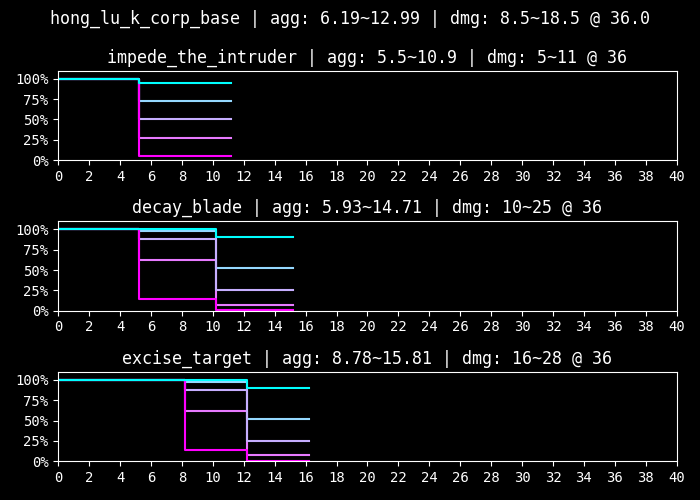 hong_lu_k_corp_base | agg: 6.19~12.99 | dmg: 8.5~18.5 @ 36.0
impede_the_intruder | agg: 5.5~10.9 | dmg: 5~11 @ 36
100%
75%
50%
25%
0%
0 2 4 6 8 10 12 14 16 18 20 22 24 26 28 30 32 34 36 38 40
decay_blade | agg: 5.93~14.71 | dmg: 10~25 @ 36
100%
75%
50%
25%
0%
0 2 4 6 8 10 12 14 16 18 20 22 24 26 28 30 32 34 36 38 40
excise_target | agg: 8.78~15.81 | dmg: 16~28 @ 36
100%
75%
50%
25%
0%
0 2 4 6 8 10 12 14 16 18 20 22 24 26 28 30 32 34 36 38 40